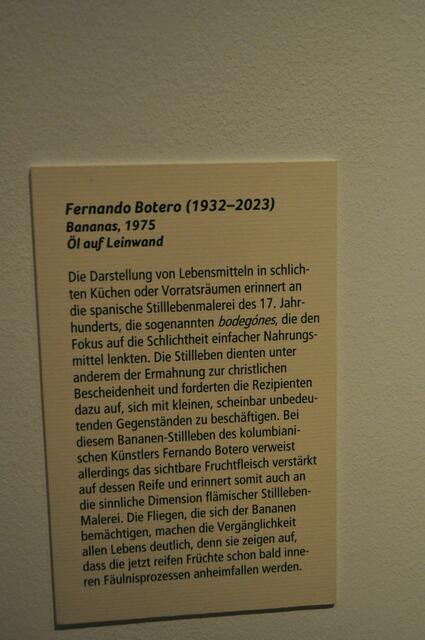 Fernando Botero (1932–2023)
Bananas, 1975
Öl auf Leinwand
Die Darstellung von Lebensmitteln in schlich-
ten Küchen oder Vorratsräumen erinnert an
die spanische Stilllebenmalerei des 17. Jahr-
hunderts, die sogenannten bodegónes, die den
Fokus auf die Schlichtheit einfacher Nahrungs-
mittel lenkten. Die Stillleben dienten unter
anderem der Ermahnung zur christlichen
Bescheidenheit und forderten die Rezipienten
dazu auf, sich mit kleinen, scheinbar unbedeu-
tenden Gegenständen zu beschäftigen. Bei
diesem Bananen-Stillleben des kolumbiani-
schen Künstlers Fernando Botero verweist
allerdings das sichtbare Fruchtfleisch verstärkt
auf dessen Reife und erinnert somit auch an
die sinnliche Dimension flämischer Stillleben-
Malerei. Die Fliegen, die sich der Bananen
bemächtigen, machen die Vergänglichkeit
allen Lebens deutlich, denn sie zeigen auf,
dass die jetzt reifen Früchte schon bald inne-
ren Fäulnisprozessen anheimfallen werden.